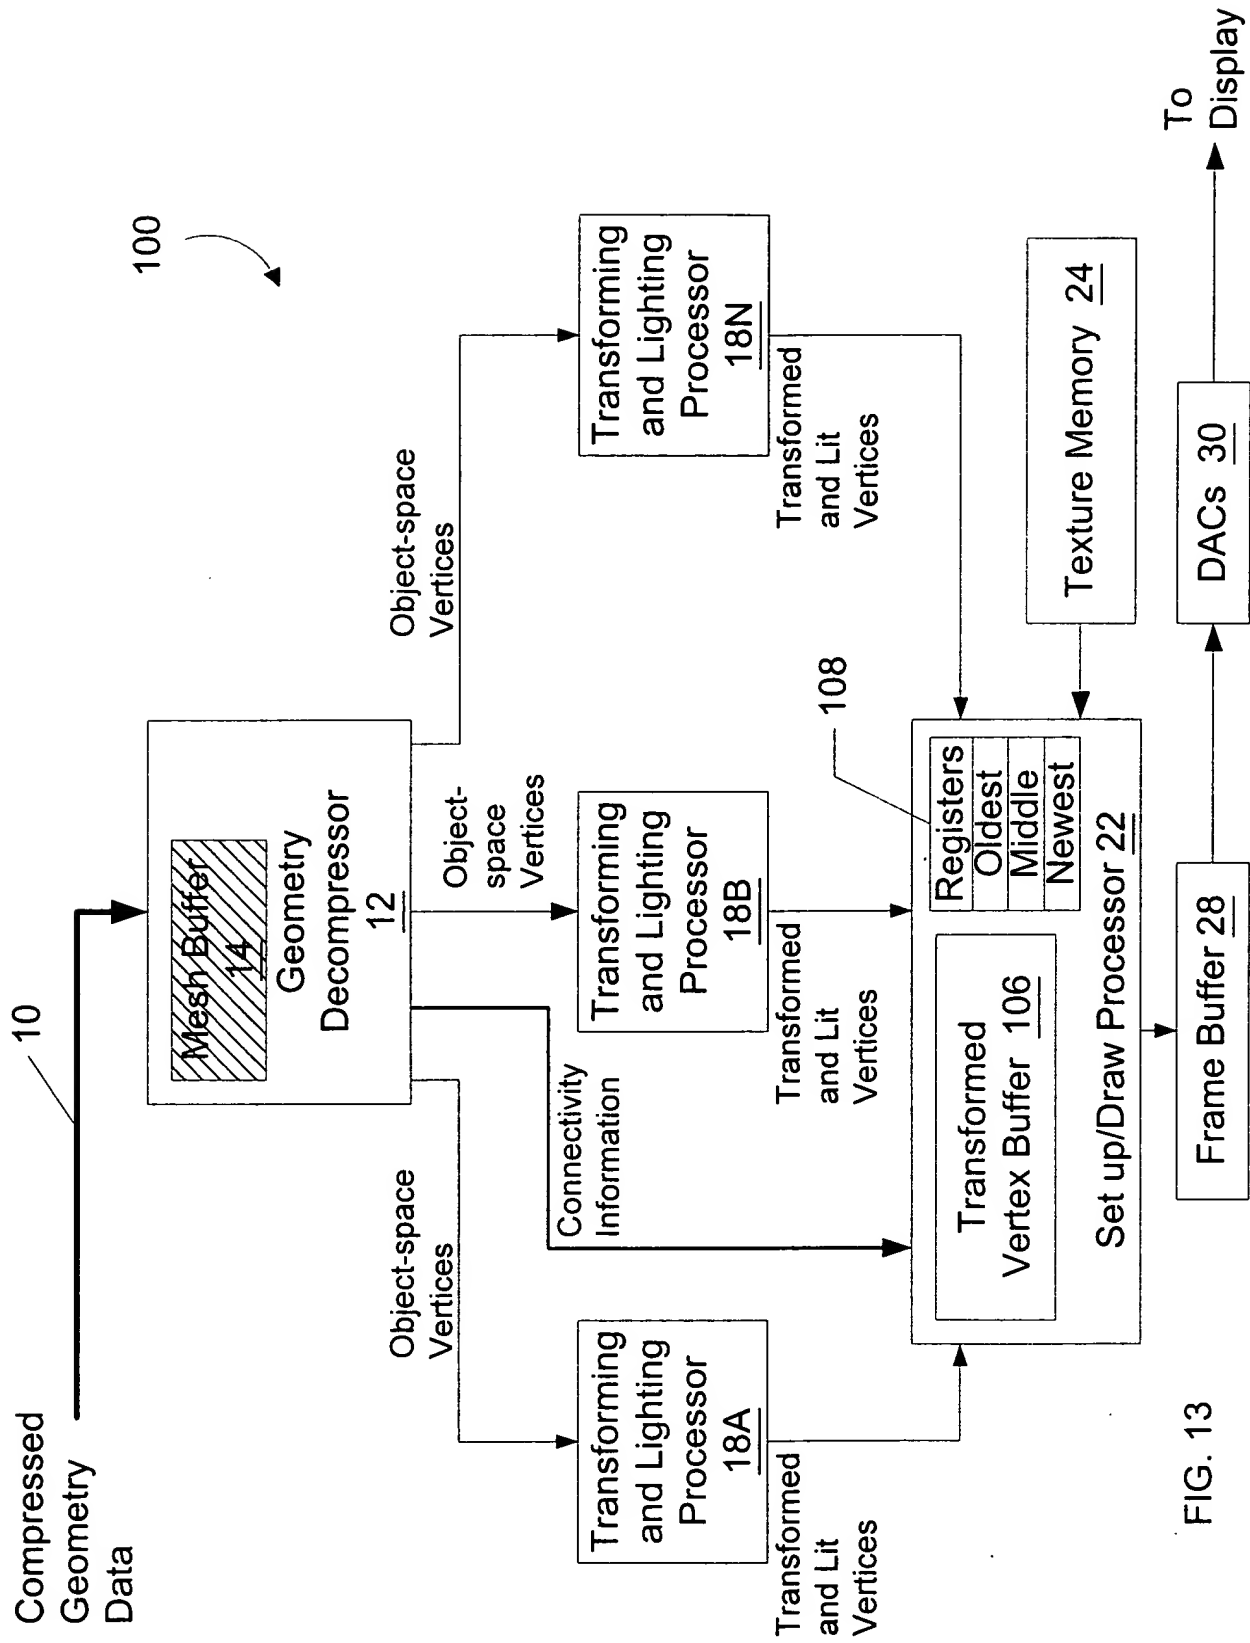 Compressed
Geometry
Data
10
100
Mesh Buffer
14
Geometry
Decompressor
12
Object-space
Vertices
Connectivity
Information
Object-
space
Vertices
Object-space
Vertices
Transforming
and Lighting
Processor
18A
Transforming
and Lighting
Processor
18B
Transforming
and Lighting
Processor
18N
Transformed
and Lit
Vertices
Transformed
and Lit
Vertices
Transformed
and Lit
Vertices
108
Transformed
Vertex Buffer 106
Registers
Oldest
Middle
Newest
Set up/Draw Processor 22
Texture Memory 24
Frame Buffer 28
DACs 30
To
Display
FIG. 13